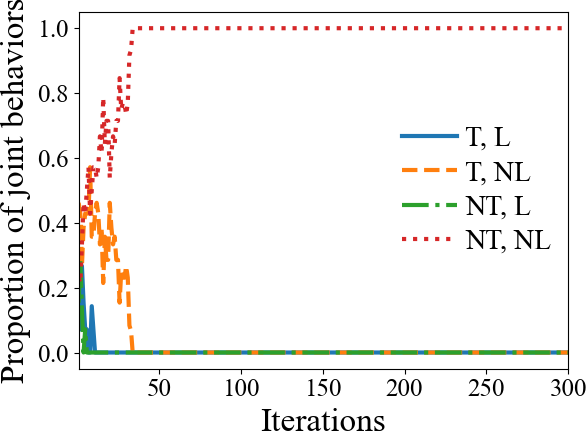 Proportion of joint behaviors
1.0
0.8
0.6
0.4
0.2
0.0
T, L
T, NL
NT, L
NT, NL
50 100 150 200 250 300
Iterations